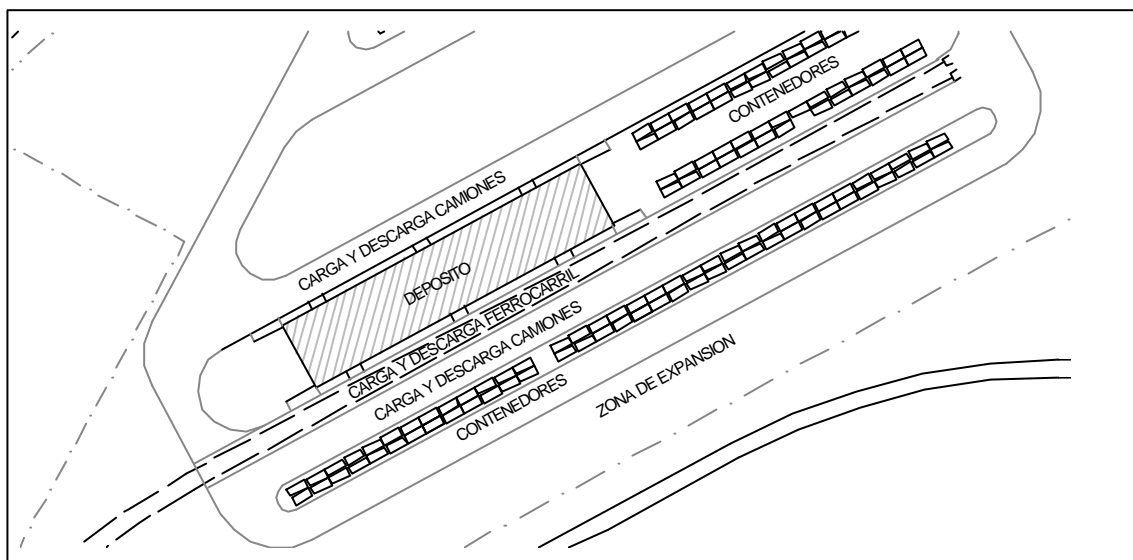 CONTENEDORES
CARGA Y DESCARGA CAMIONES
DEPOSITO
CARGA Y DESCARGA FERROCARRIL
CARGA Y DESCARGA CAMIONES
CONTENEDORES
ZONA DE EXPANSION